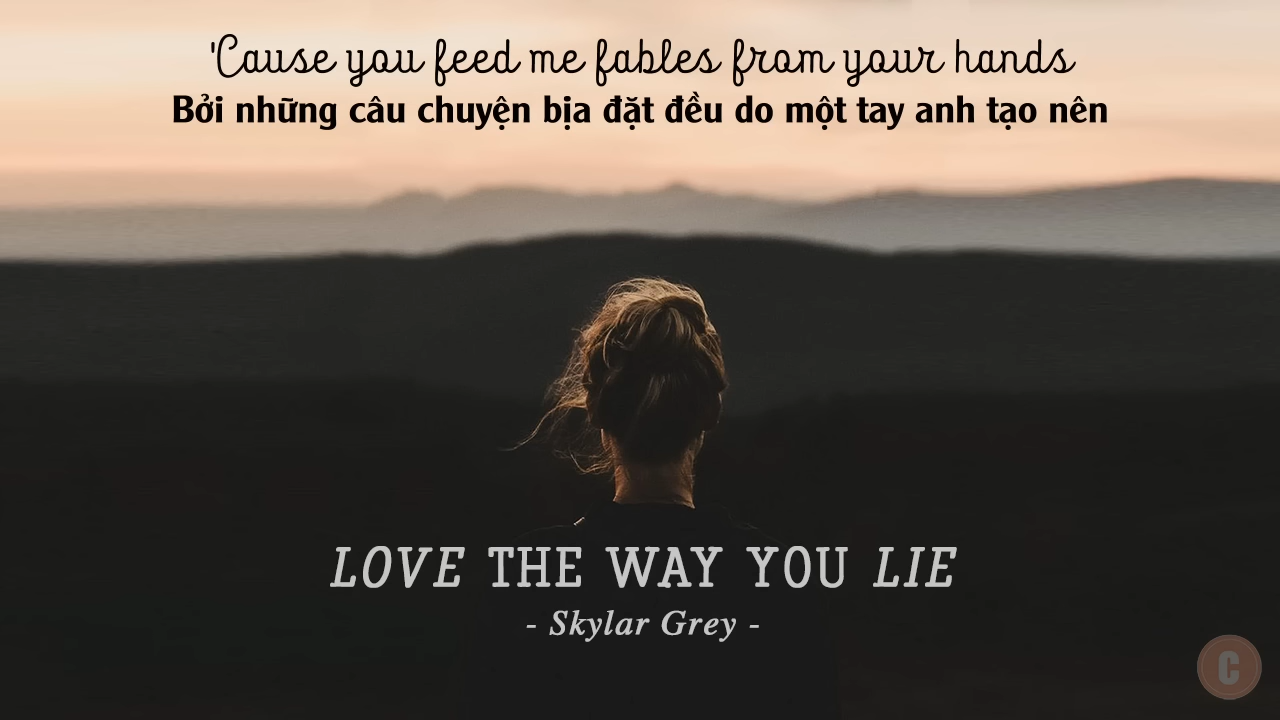 'Cause you feed me fables from your hands
Bởi những câu chuyện bịa đặt đều do một tay anh tạo nên
LOVE THE WAY YOU LIE
- Skylar Grey -
C